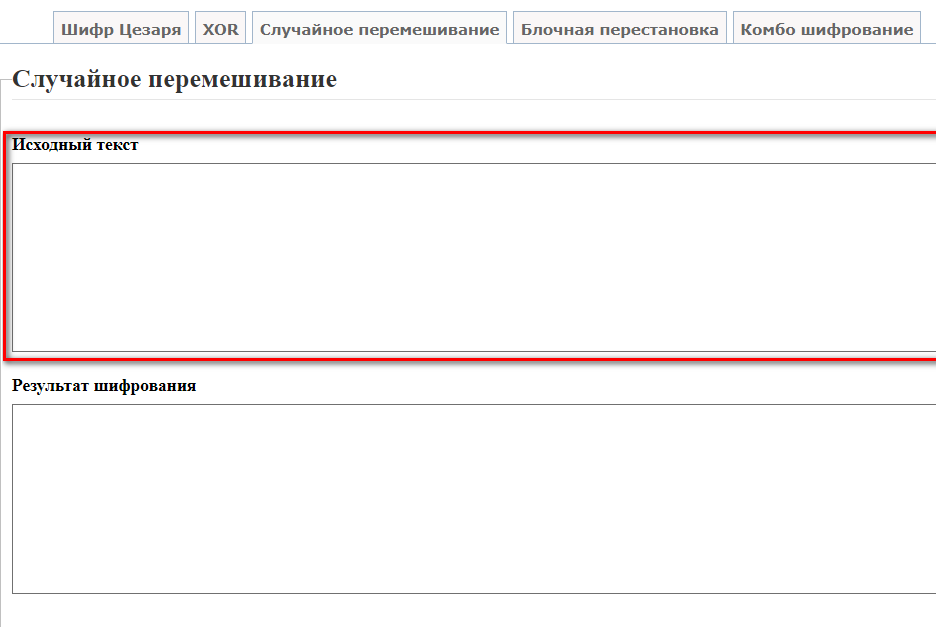 Шифр Цезаря XOR Случайное перемешивание Блочная перестановка Комбо шифрование
Случайное перемешивание
Исходный текст
Результат шифрования